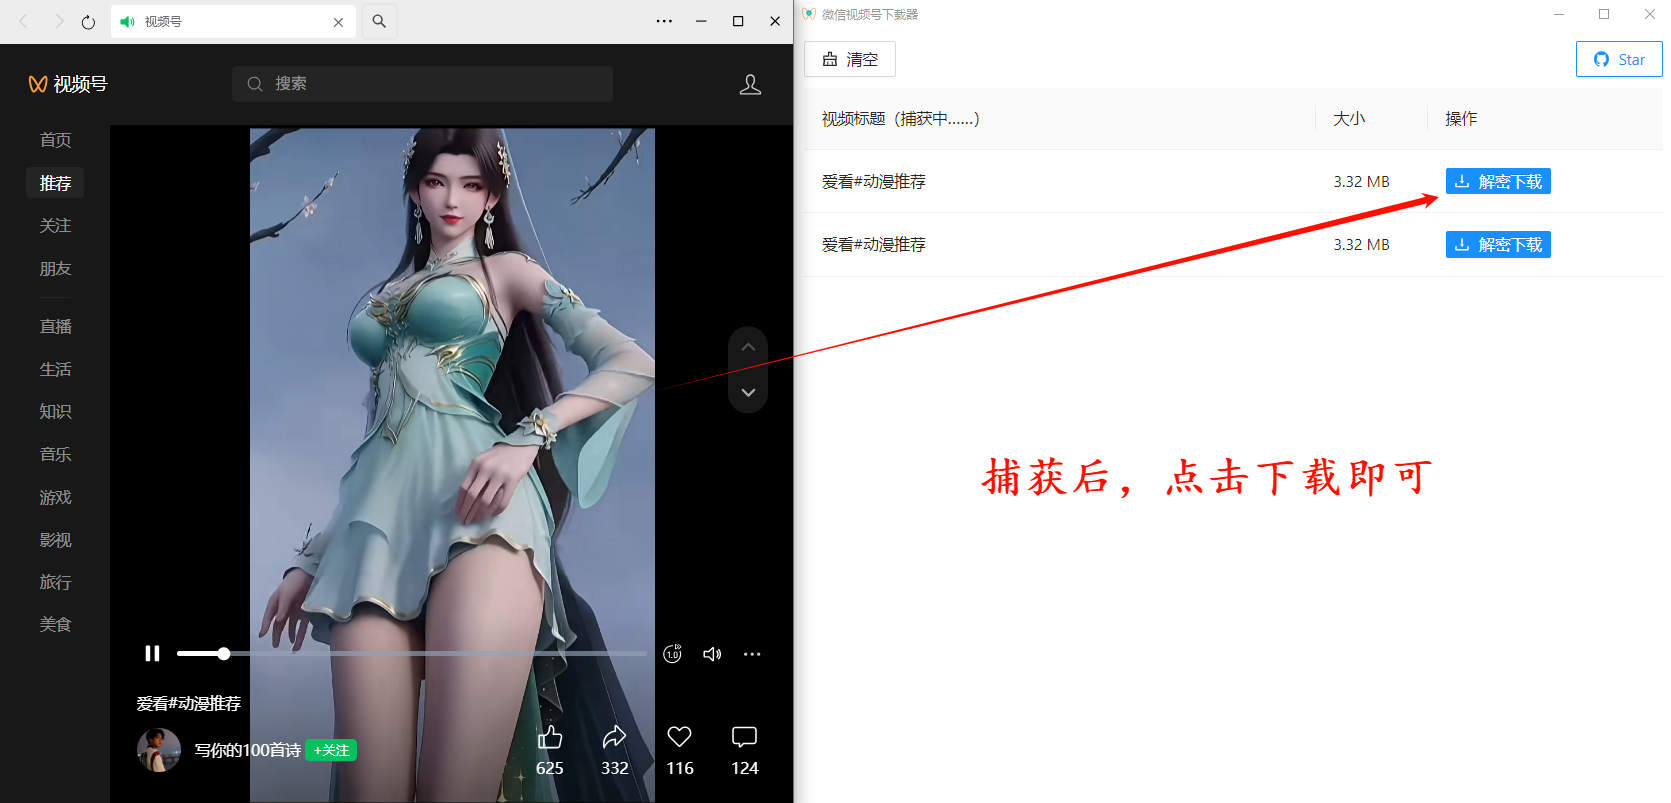 视频号
视频号
搜索
首页
推荐
关注
朋友
直播
生活
知识
音乐
游戏
影视
旅行
美食
1.0
爱看#动漫推荐
写你的100首诗 +关注
625 332 116 124
微信视频号下载器
清空 Star
视频标题（捕获中......） 大小 操作
爱看#动漫推荐 3.32 MB 解密下载
爱看#动漫推荐 3.32 MB 解密下载
捕获后，点击下载即可